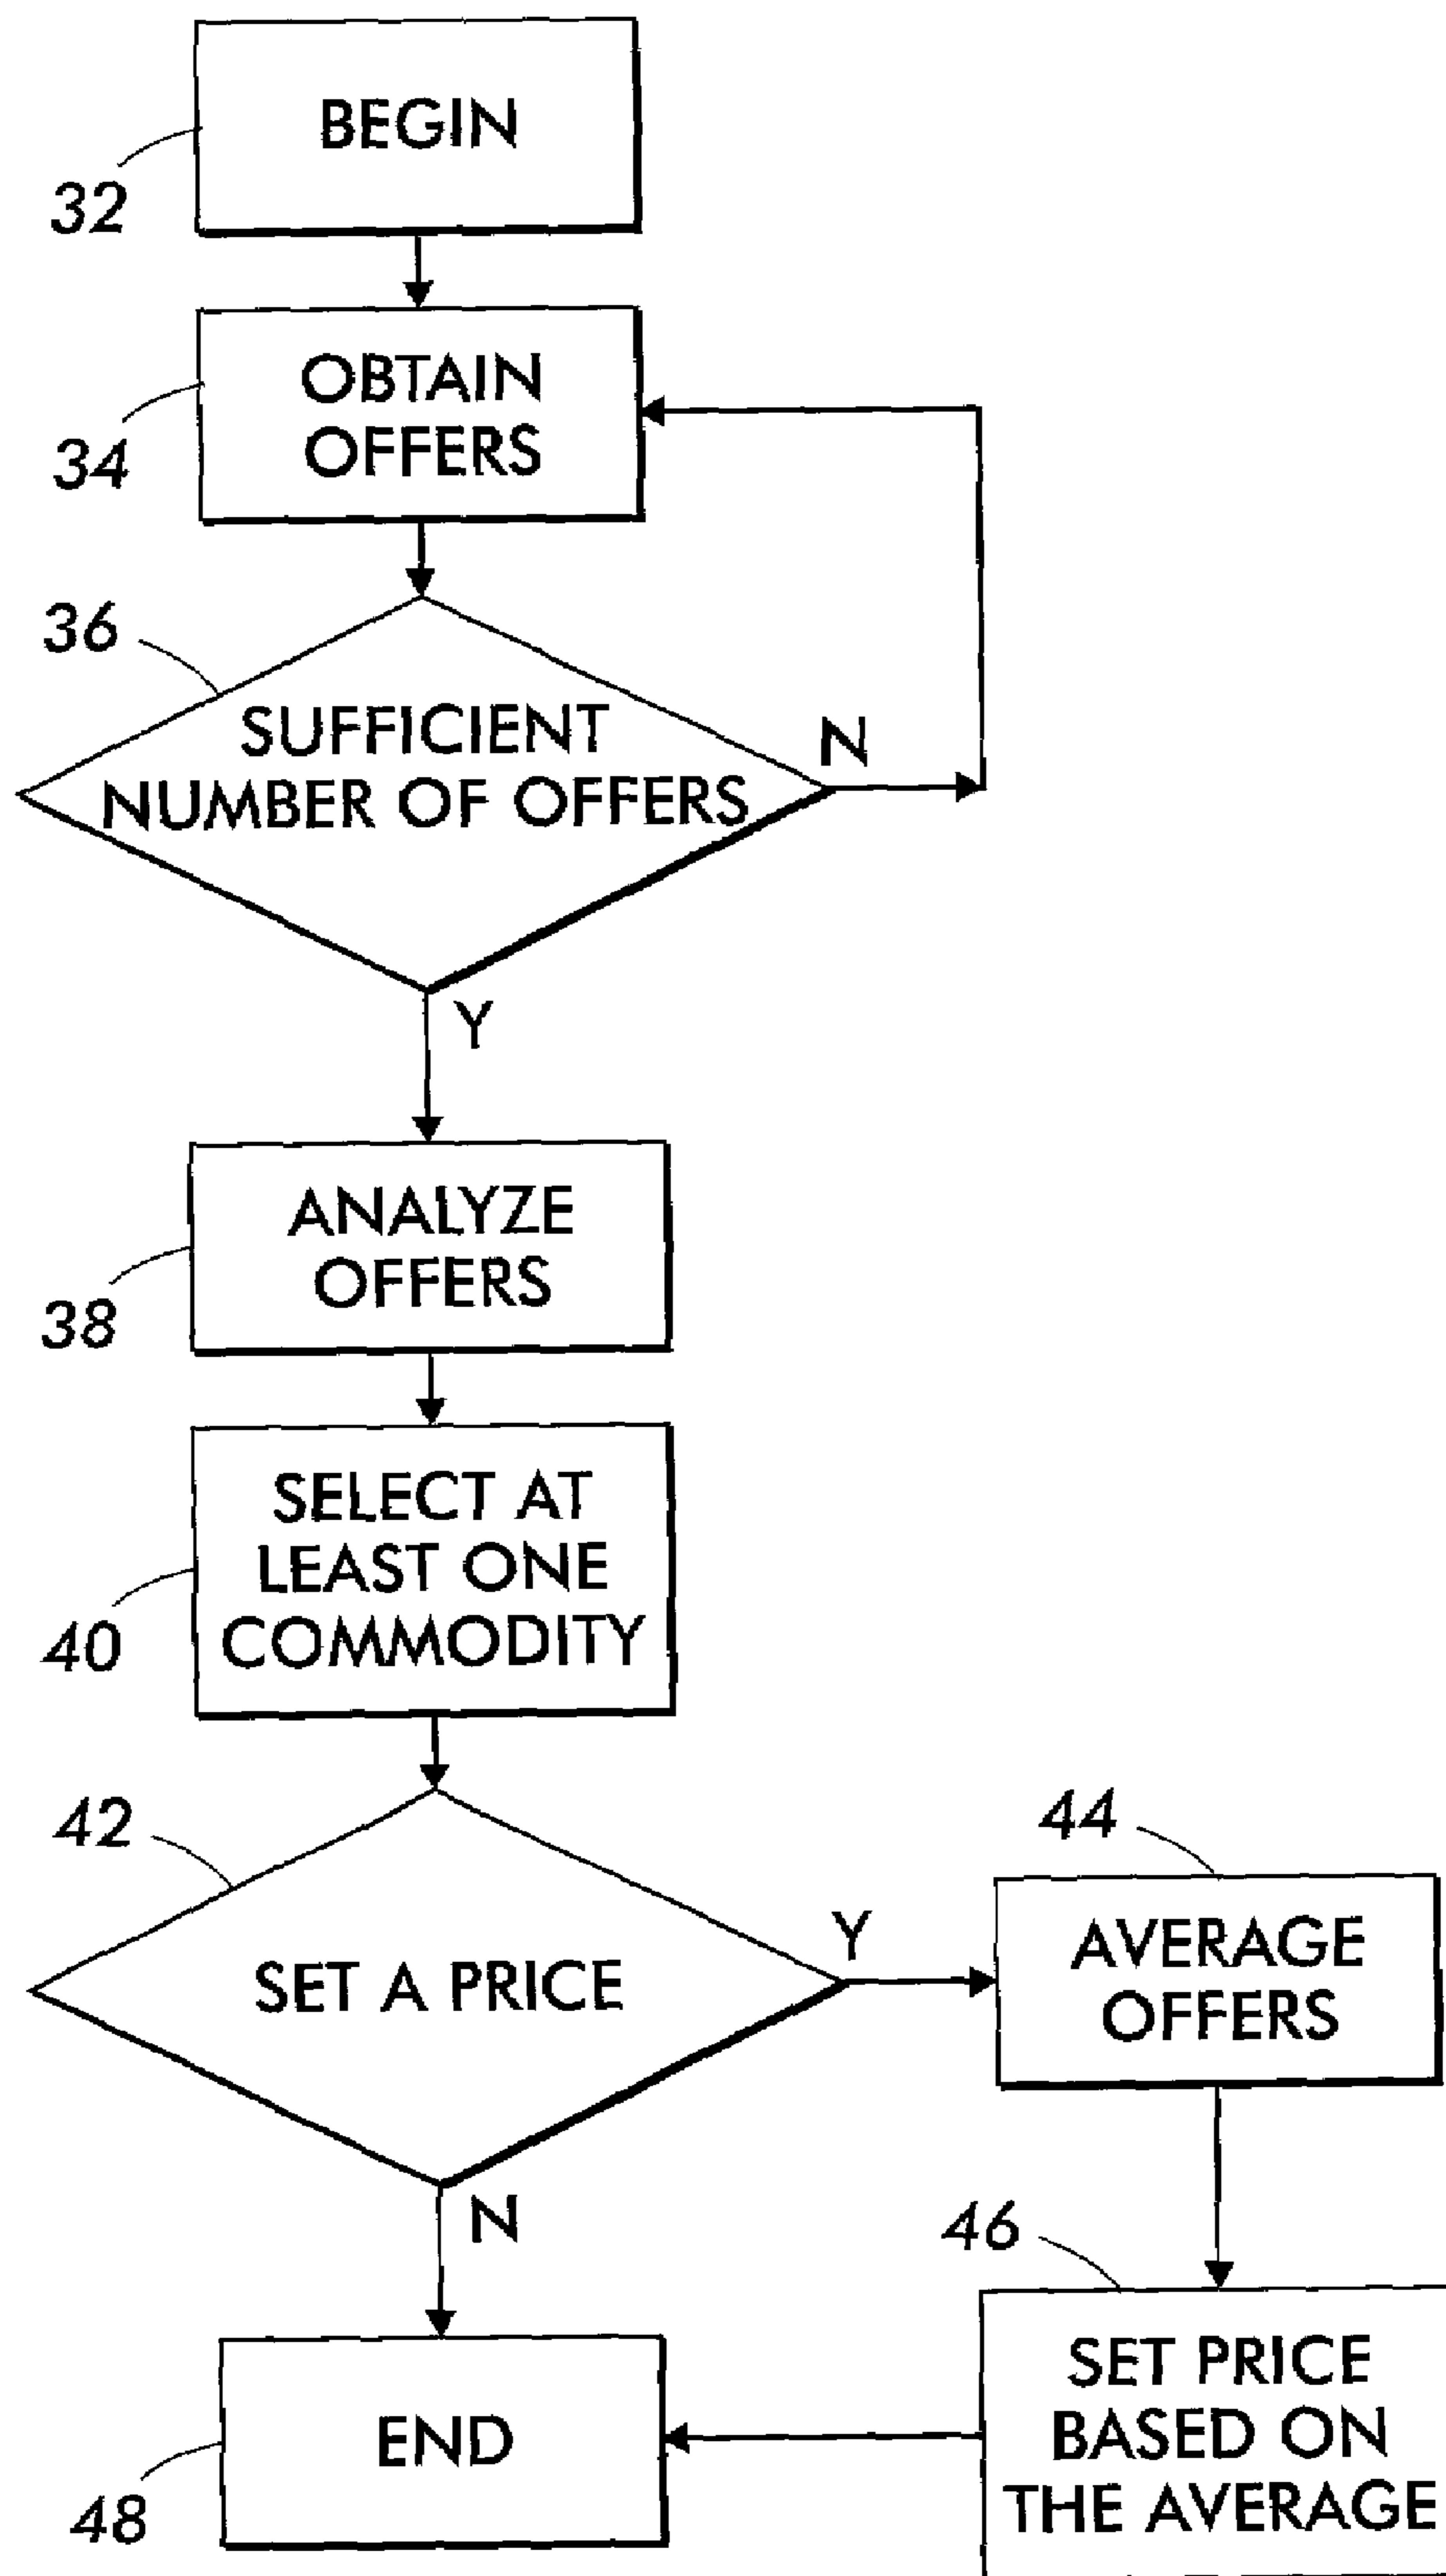 BEGIN
32
OBTAIN
OFFERS
34
36
SUFFICIENT
NUMBER OF OFFERS
N
Y
ANALYZE
OFFERS
38
SELECT AT
LEAST ONE
COMMODITY
40
42
SET A PRICE
Y
44
AVERAGE
OFFERS
N
46
SET PRICE
BASED ON
THE AVERAGE
END
48